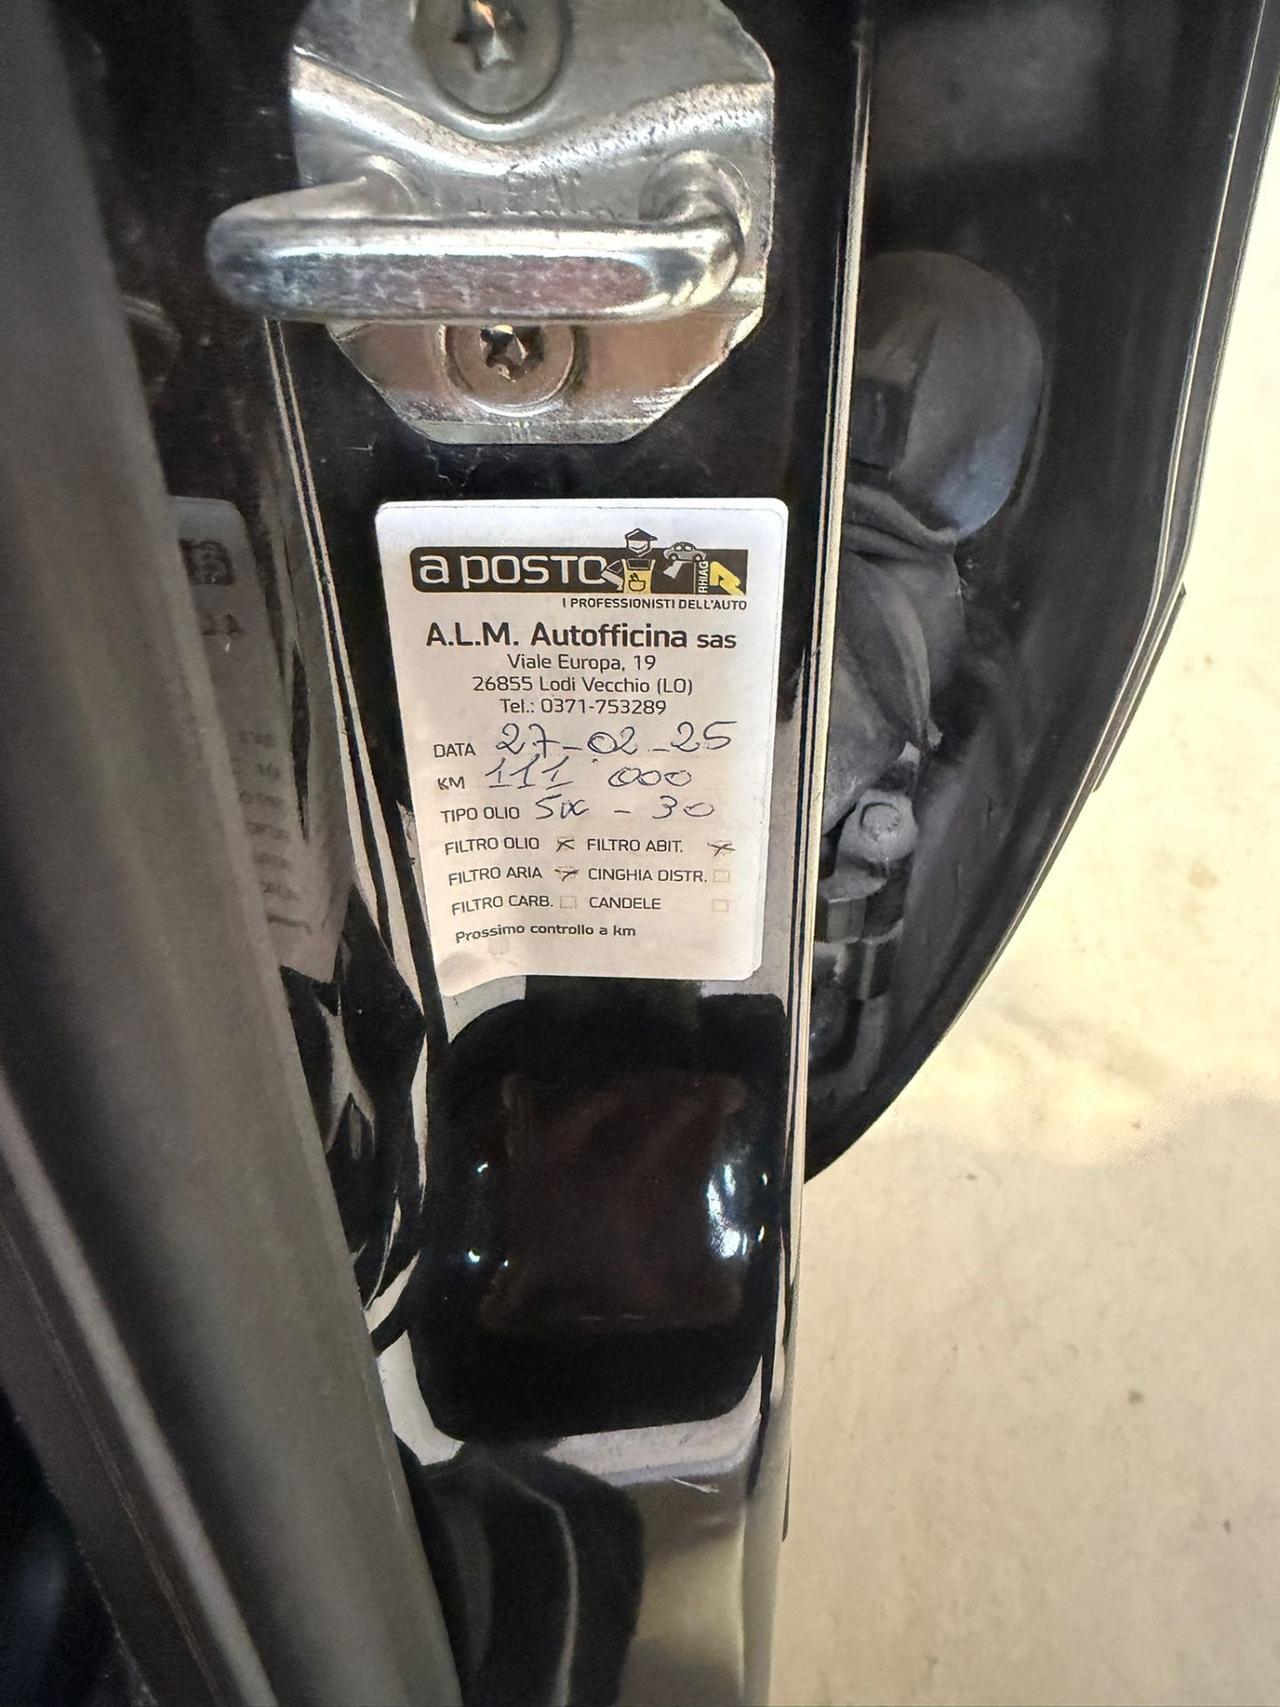 a posto
RHIAG
I PROFESSIONISTI DELL'AUTO
A.L.M. Autofficina sas
Viale Europa, 19
26855 Lodi Vecchio (LO)
Tel.: 0371-753289
DATA 27-02-25
KM 111.000
TIPO OLIO 5W-30
FILTRO OLIO FILTRO ABIT.
FILTRO ARIA CINGHIA DISTR.
FILTRO CARB. CANDELE
Prossimo controllo a km